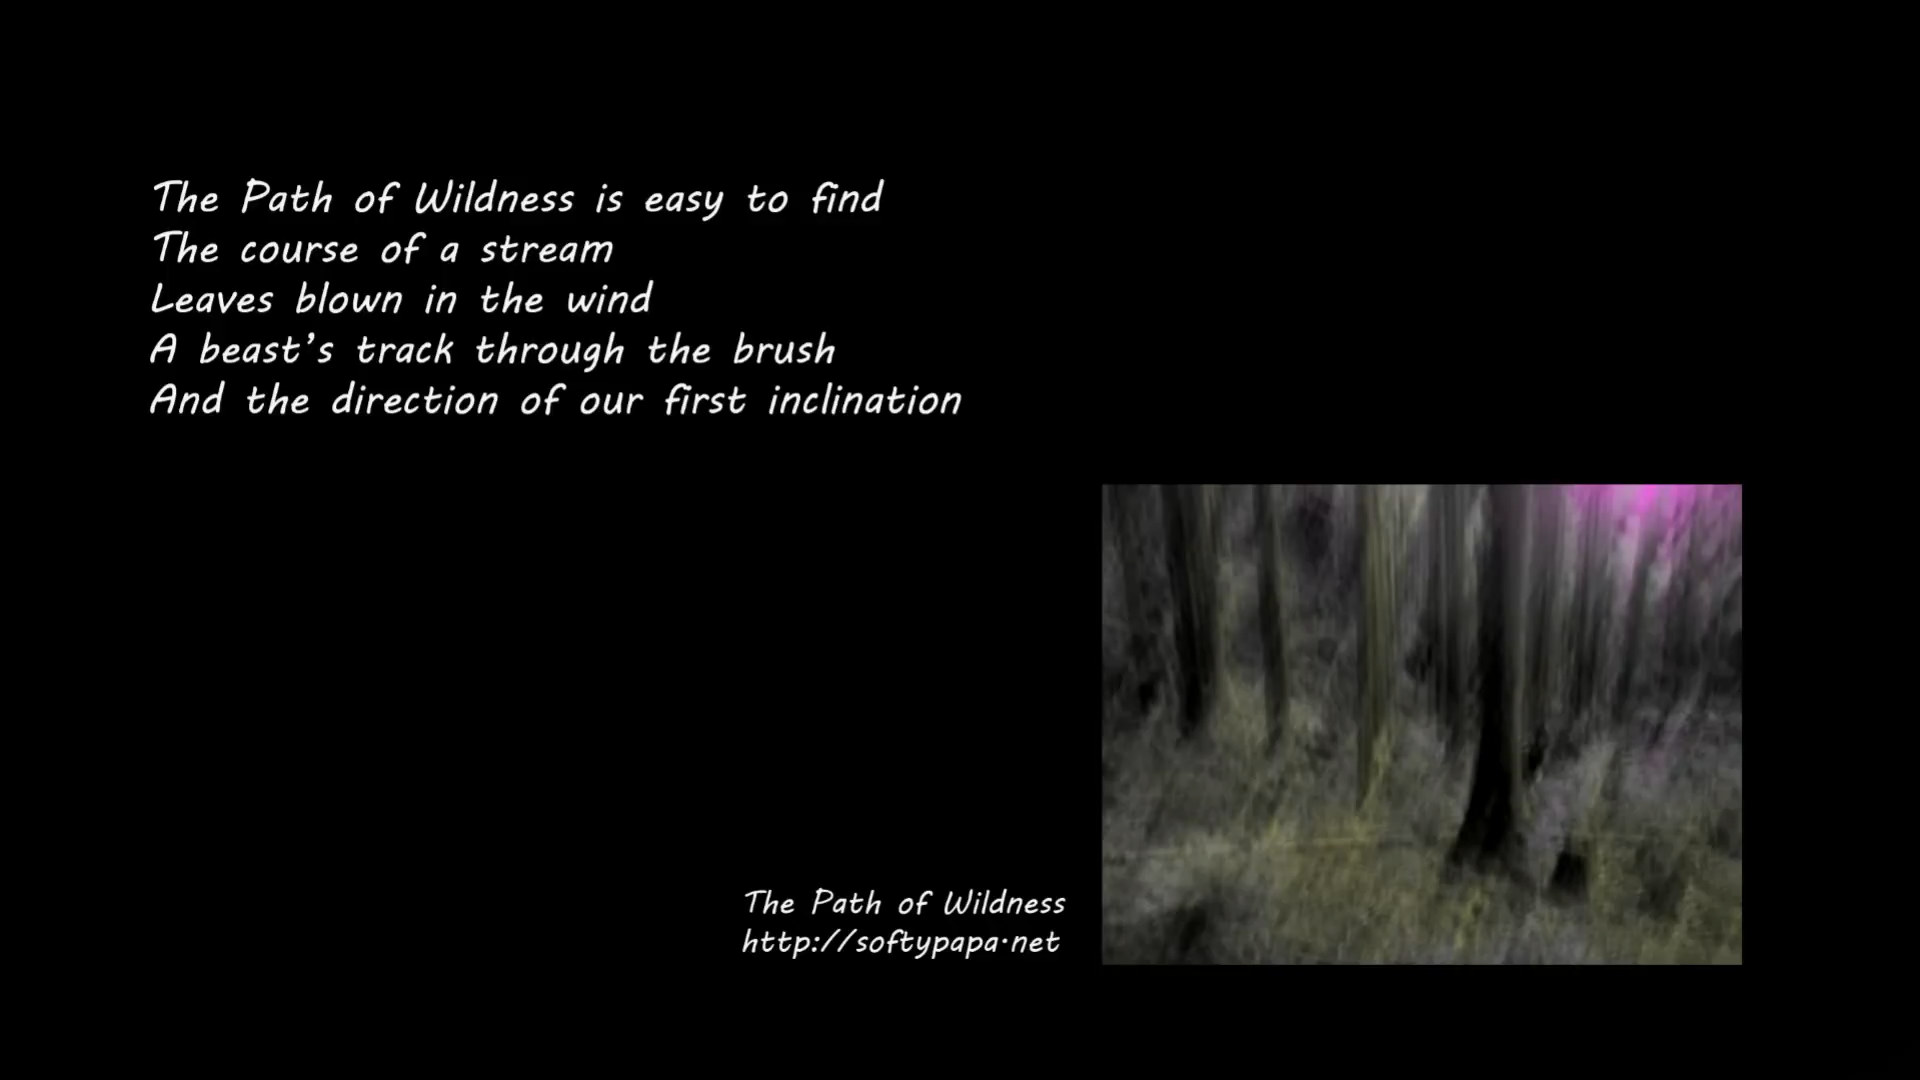 The Path of Wildness is easy to find
The course of a stream
Leaves blown in the wind
A beast’s track through the brush
And the direction of our first inclination
The Path of Wildness
http://softypapa.net